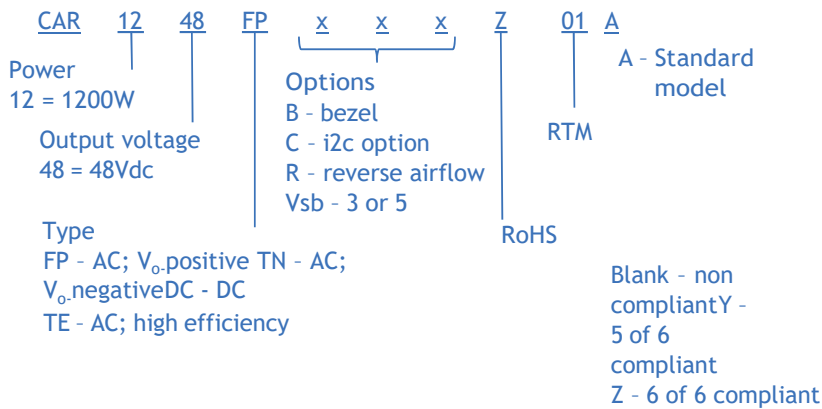 CAR 12 48 FP x x x Z 01 A
Power
12 = 1200W
Output voltage
48 = 48Vdc
Type
FP – AC; Vo-positive TN – AC;
Vo-negativeDC - DC
TE – AC; high efficiency
Options
B – bezel
C – i2c option
R – reverse airflow
Vsb – 3 or 5
RoHS
RTM
A – Standard
model
Blank – non
compliantY –
5 of 6
compliant
Z – 6 of 6 compliant